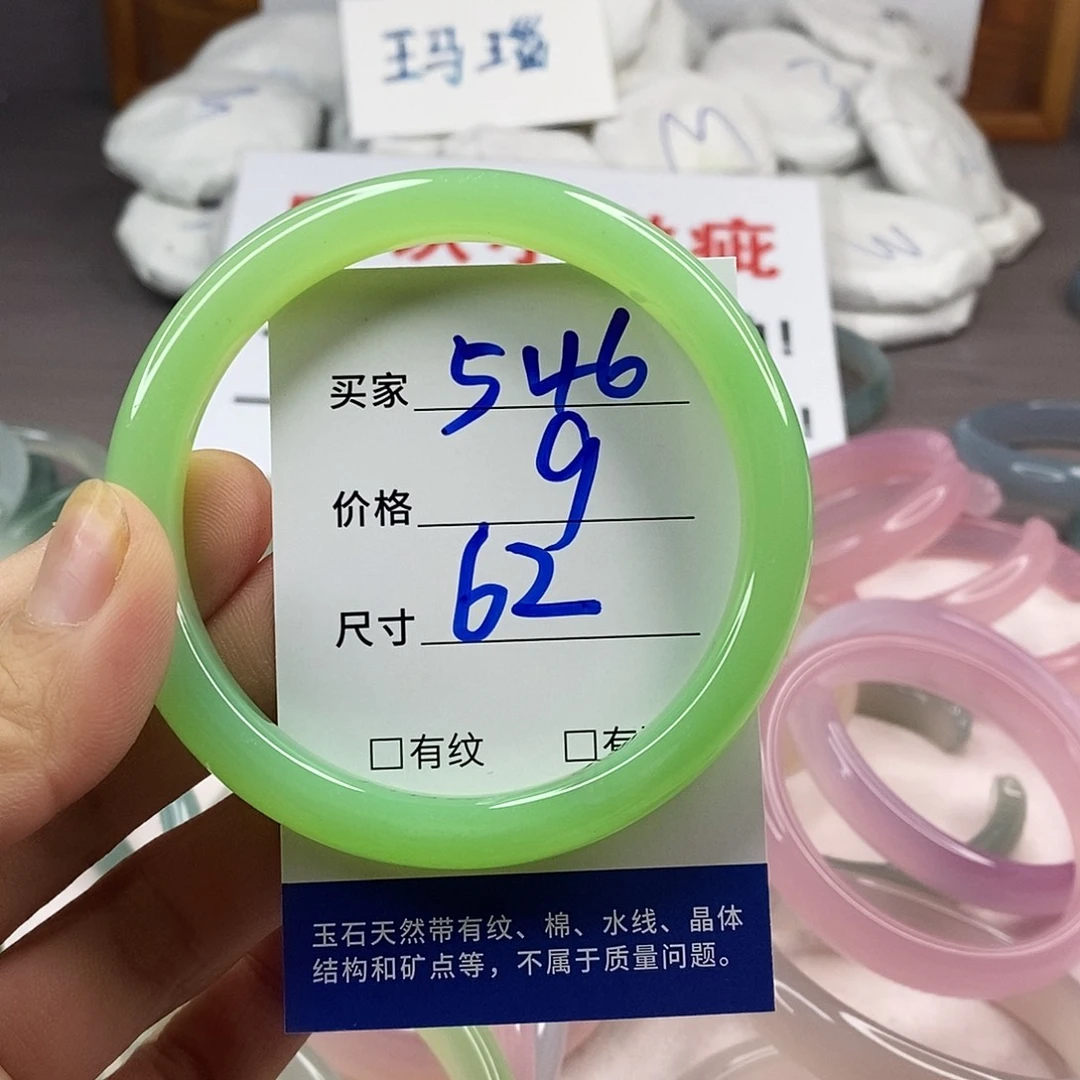 王玛瑙
疵
买家 546
价格 9
尺寸 62
□有纹 □有
玉石天然带有纹、棉、水线、晶体
结构和矿点等，不属于质量问题。